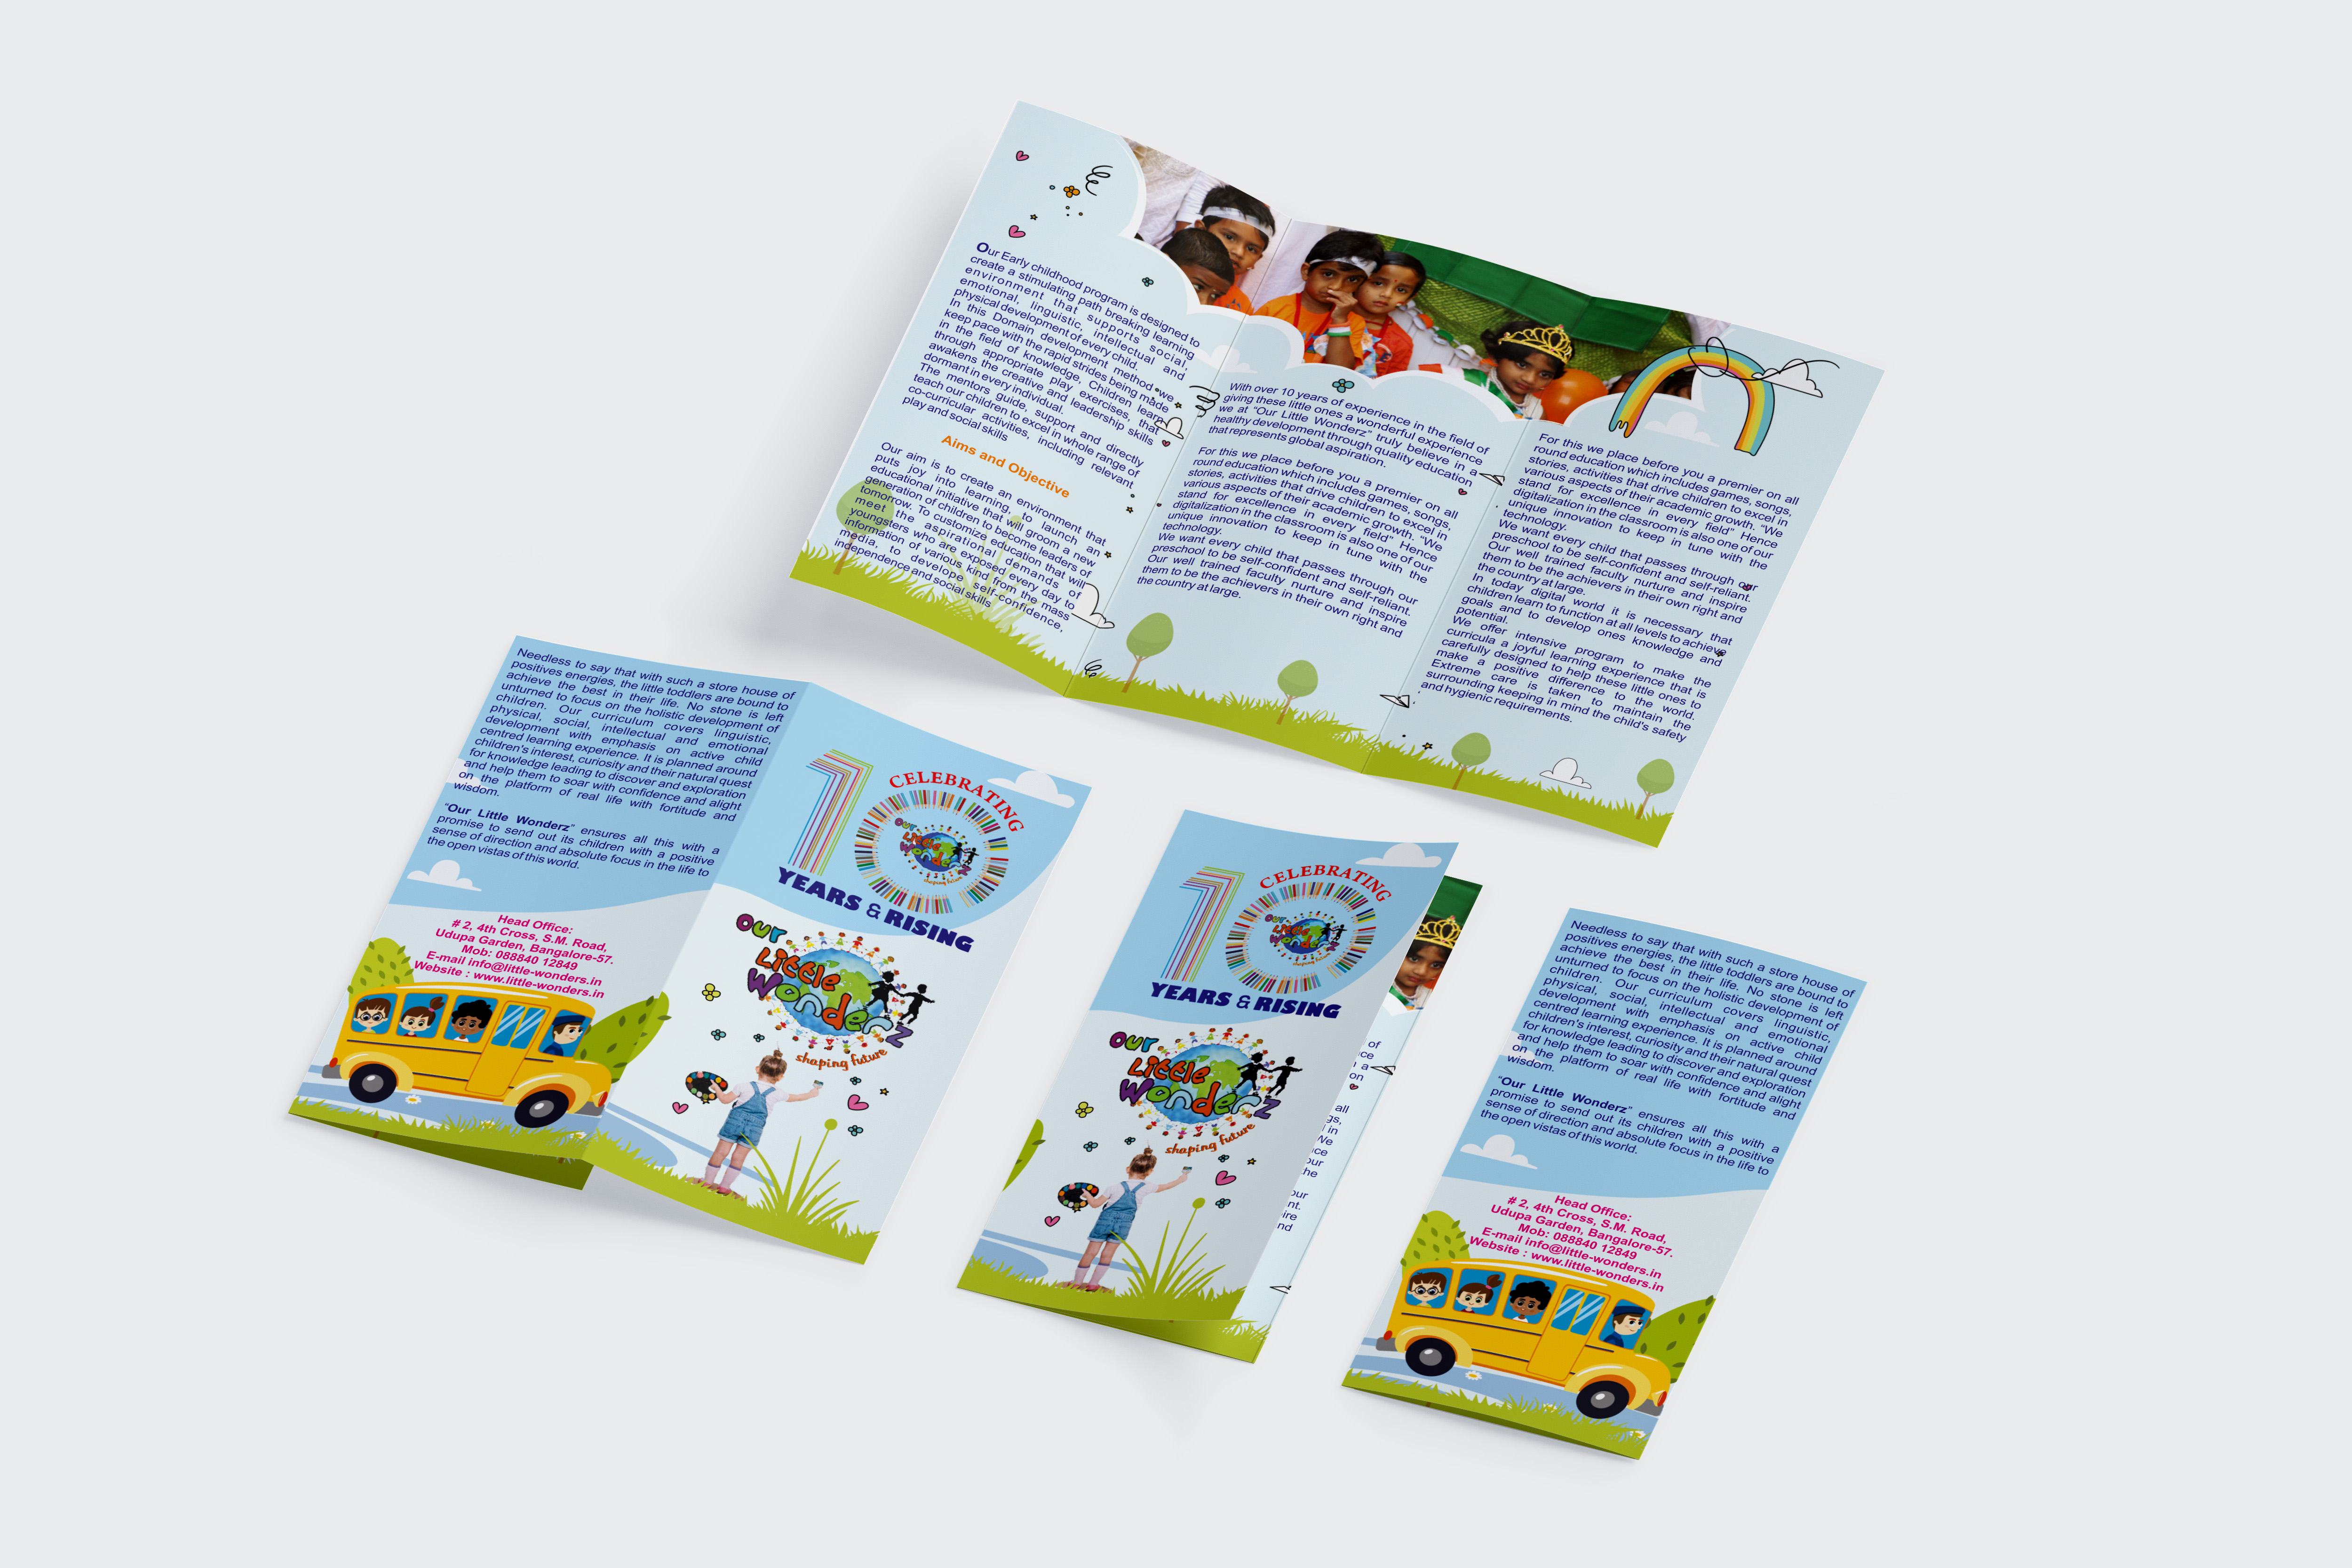 Our Early childhood program is designed to
create a stimulating path breaking learning
environment that supports social,
emotional, linguistic, intellectual and
physical development of every child.
In this Domain development method we
keep pace with the rapid strides being made
in the field of knowledge, Children learn
through appropriate play, exercises, that
awakens the creative and leadership skills
dormant in every individual.
The mentors guide, support and directly
teach our children to excel in whole range of
co-curricular activities, including relevant
play and social skills
Aims and Objective
Our aim is to create an environment that
puts joy into learning, to launch an
educational initiative that will groom a new
generation of children to become leaders of
tomorrow. To customize education that will
meet the aspirational demands of
youngsters who are exposed every day to
information of various kind from the mass
media, to develope self-confidence,
independence and social skills
With over 10 years of experience in the field of
giving these little ones a wonderful experience
we at "Our Little Wonderz" truly believe in a
healthy development through quality education
that represents global aspiration.
For this we place before you a premier on all
round education which includes games, songs,
stories, activities that drive children to excel in
various aspects of their academic growth. "We
stand for excellence in every field" Hence
digitalization in the classroom is also one of our
unique innovation to keep in tune with the
technology.
We want every child that passes through our
preschool to be self-confident and self-reliant.
Our well trained faculty nurture and inspire
them to be the achievers in their own right and
the country at large.
For this we place before you a premier on all
round education which includes games, songs,
stories, activities that drive children to excel in
various aspects of their academic growth. "We
stand for excellence in every field" Hence
digitalization in the classroom is also one of our
unique innovation to keep in tune with the
technology.
We want every child that passes through our
preschool to be self-confident and self-reliant.
Our well trained faculty nurture and inspire
them to be the achievers in their own right and
the country at large.
In today digital world it is necessary that
children learn to function at all levels to achieve
goals and to develop ones knowledge and
potential.
We offer intensive program to make the
curricula a joyful learning experience that is
carefully designed to help these little ones to
make a positive difference to the world.
Extreme care is taken to maintain the
surrounding keeping in mind the child's safety
and hygienic requirements.
Needless to say that with such a store house of
positives energies, the little toddlers are bound to
achieve the best in their life. No stone is left
unturned to focus on the holistic development of
children. Our curriculum covers linguistic,
physical, social, intellectual and emotional
development with emphasis on active child
centred learning experience. It is planned around
children's interest, curiosity and their natural quest
for knowledge leading to discover and exploration
and help them to soar with confidence and alight
on the platform of real life with fortitude and
wisdom.
"Our Little Wonderz" ensures all this with a
promise to send out its children with a positive
sense of direction and absolute focus in the life to
the open vistas of this world.
Head Office:
# 2, 4th Cross, S.M. Road,
Udupa Garden, Bangalore-57.
Mob: 088840 12849
E-mail info@little-wonders.in
Website : www.little-wonders.in
CELEBRATING
10
Our
Little
Wonderz
shaping future
YEARS & RISING
Our
Little
Wonderz
shaping future
CELEBRATING
10
Our
Little
Wonderz
shaping future
YEARS & RISING
Our
Little
Wonderz
shaping future
of
a
on
all
in
our
nt.
Needless to say that with such a store house of
positives energies, the little toddlers are bound to
achieve the best in their life. No stone is left
unturned to focus on the holistic development of
children. Our curriculum covers linguistic,
physical, social, intellectual and emotional
development with emphasis on active child
centred learning experience. It is planned around
children's interest, curiosity and their natural quest
for knowledge leading to discover and exploration
and help them to soar with confidence and alight
on the platform of real life with fortitude and
wisdom.
"Our Little Wonderz" ensures all this with a
promise to send out its children with a positive
sense of direction and absolute focus in the life to
the open vistas of this world.
Head Office:
# 2, 4th Cross, S.M. Road,
Udupa Garden, Bangalore-57.
Mob: 088840 12849
E-mail info@little-wonders.in
Website : www.little-wonders.in